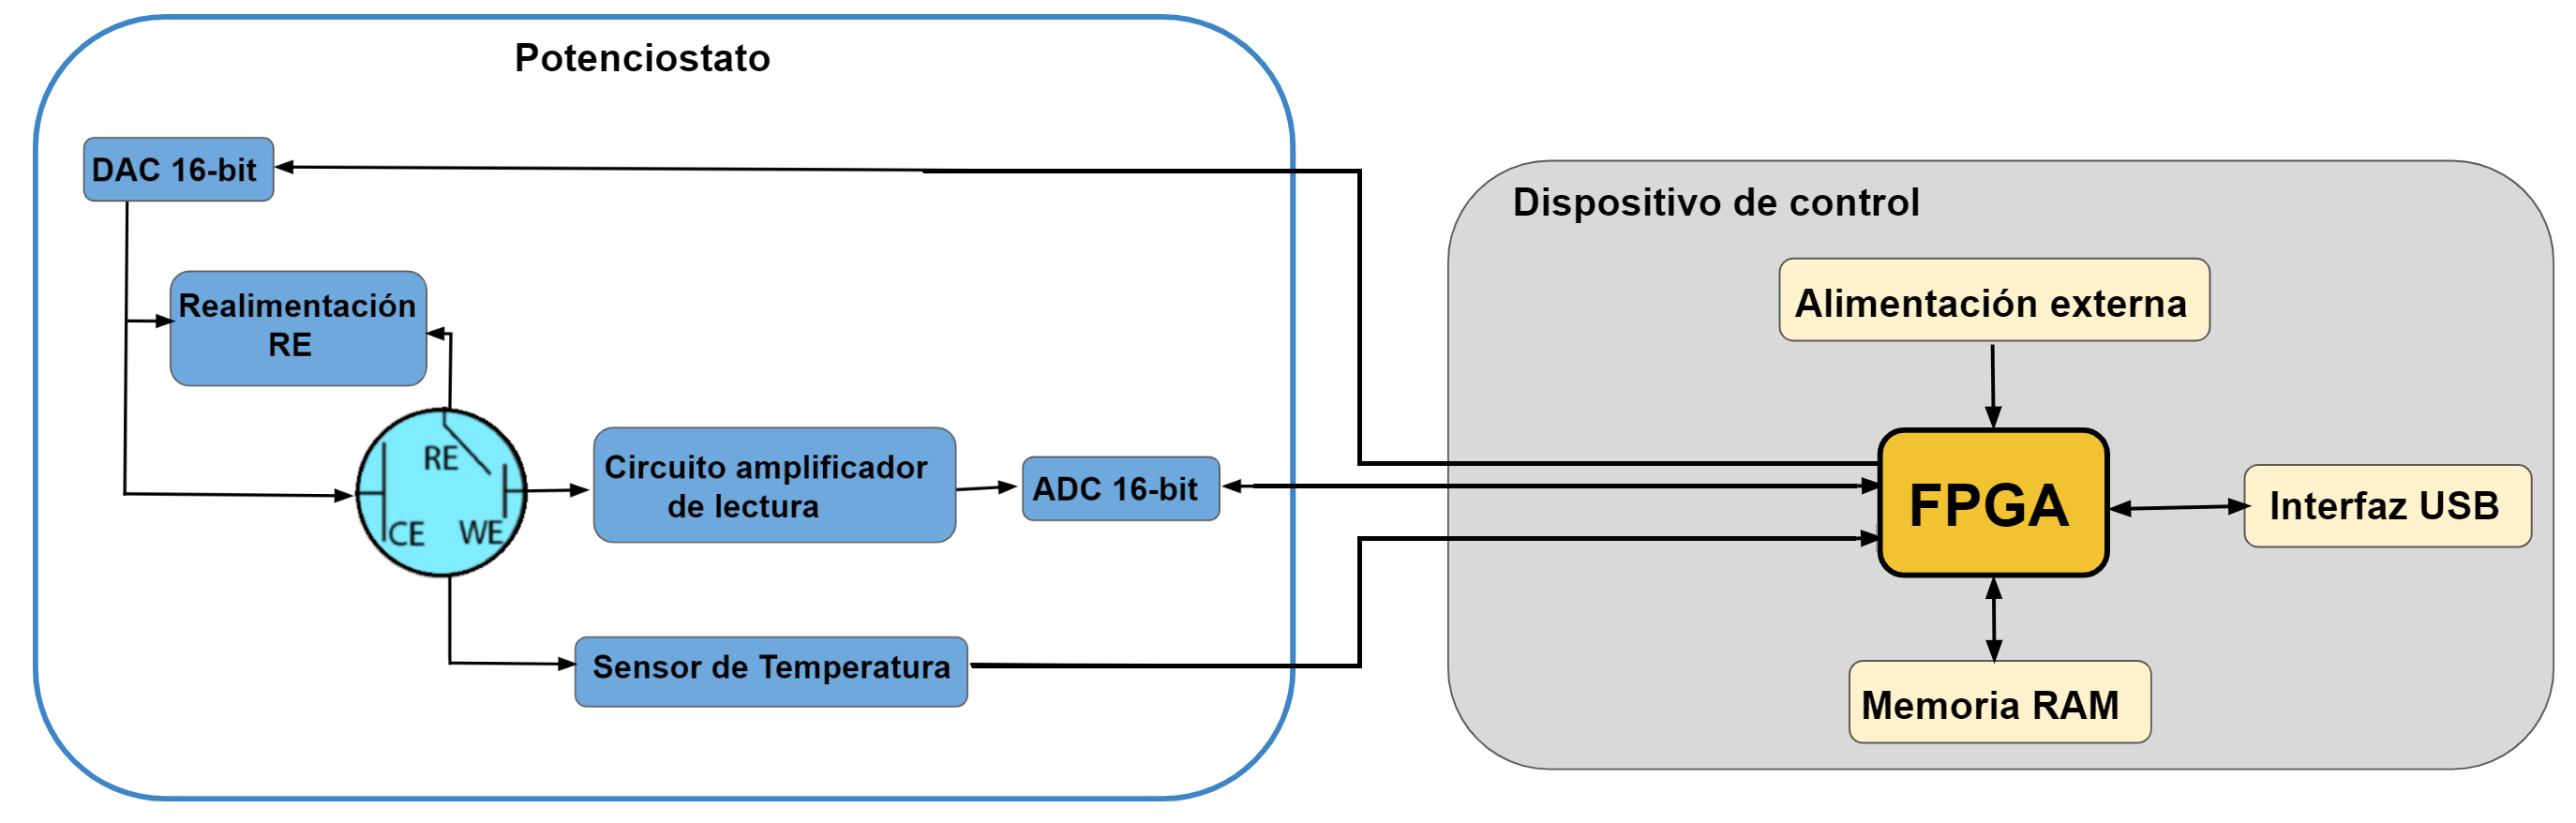 Potenciostato
DAC 16-bit
Realimentación
RE
RE
CE
WE
Circuito amplificador
de lectura
ADC 16-bit
Sensor de Temperatura
Dispositivo de control
Alimentación externa
FPGA
Interfaz USB
Memoria RAM